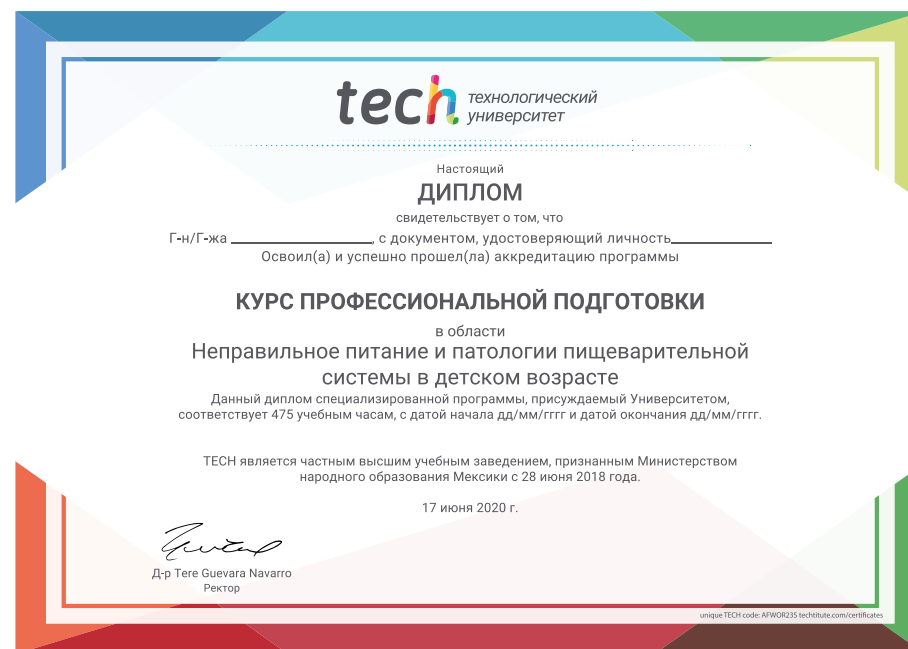 tech технологический
университет
Настоящий
ДИПЛОМ
свидетельствует о том, что
Г-н/Г-жа ________________, с документом, удостоверяющий личность___________
Освоил(а) и успешно прошел(ла) аккредитацию программы
КУРС ПРОФЕССИОНАЛЬНОЙ ПОДГОТОВКИ
в области
Неправильное питание и патологии пищеварительной
системы в детском возрасте
Данный диплом специализированной программы, присуждаемый Университетом,
соответствует 475 учебным часам, с датой начала дд/мм/гггг и датой окончания дд/мм/гггг.
TECH является частным высшим учебным заведением, признанным Министерством
народного образования Мексики с 28 июня 2018 года.
17 июня 2020 г.
Д-р Tere Guevara Navarro
Ректор
unique TECH code: AFWOR23S techtitute.com/certificates